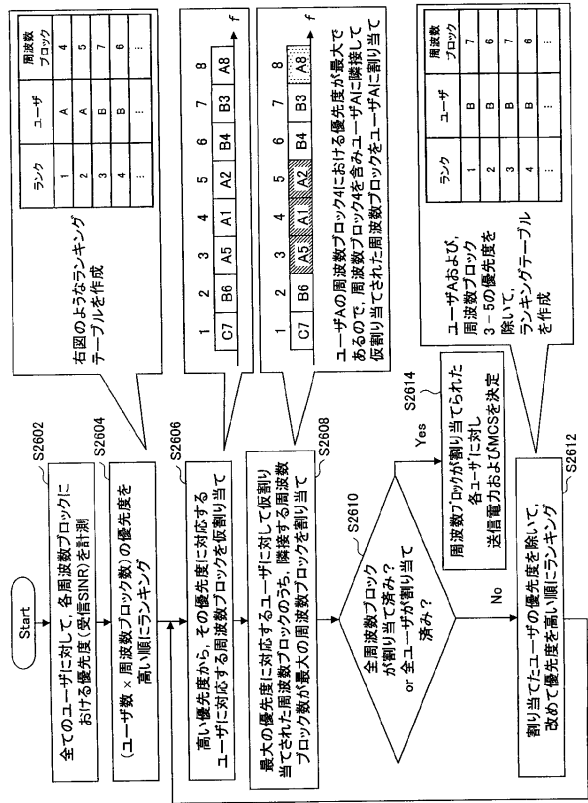 Start
S2602
全てのユーザに対して、各周波数ブロックに
おける優先度(受信SINR)を計測
S2604
(ユーザ数 × 周波数ブロック数)の優先度を
高い順にランキング
右図のようなランキング
テーブルを作成
ランク ユーザ 周波数ブロック
1 A 4
2 A 5
3 B 7
4 B 6
⋮ ⋮ ⋮
S2606
高い優先度から、その優先度に対応する
ユーザに対応する周波数ブロックを仮割り当て
1 2 3 4 5 6 7 8
C7 B6 A5 A1 A2 B4 B3 A8
f
S2608
最大の優先度に対応するユーザに対して仮割り
当てされた周波数ブロックのうち、隣接する周波数
ブロック数が最大の周波数ブロックを割り当て
1 2 3 4 5 6 7 8
C7 B6 A5 A1 A2 B4 B3 A8
f
ユーザAの周波数ブロック4における優先度が最大で
あるので、周波数ブロック4を含みユーザAに隣接して
仮割り当てされた周波数ブロックをユーザAに割り当て
S2610
全周波数ブロック
が割り当て済み?
or 全ユーザが割り当て
済み?
Yes
S2614
周波数ブロックが割り当てられた
各ユーザに対し
送信電力およびMCSを決定
No
S2612
割り当てたユーザの優先度を除いて、
改めて優先度を高い順にランキング
ユーザAおよび、
周波数ブロック
3-5の優先度を
除いて、
ランキングテーブル
を作成
ランク ユーザ 周波数ブロック
1 B 7
2 B 6
3 B 7
4 B 6
⋮ ⋮ ⋮